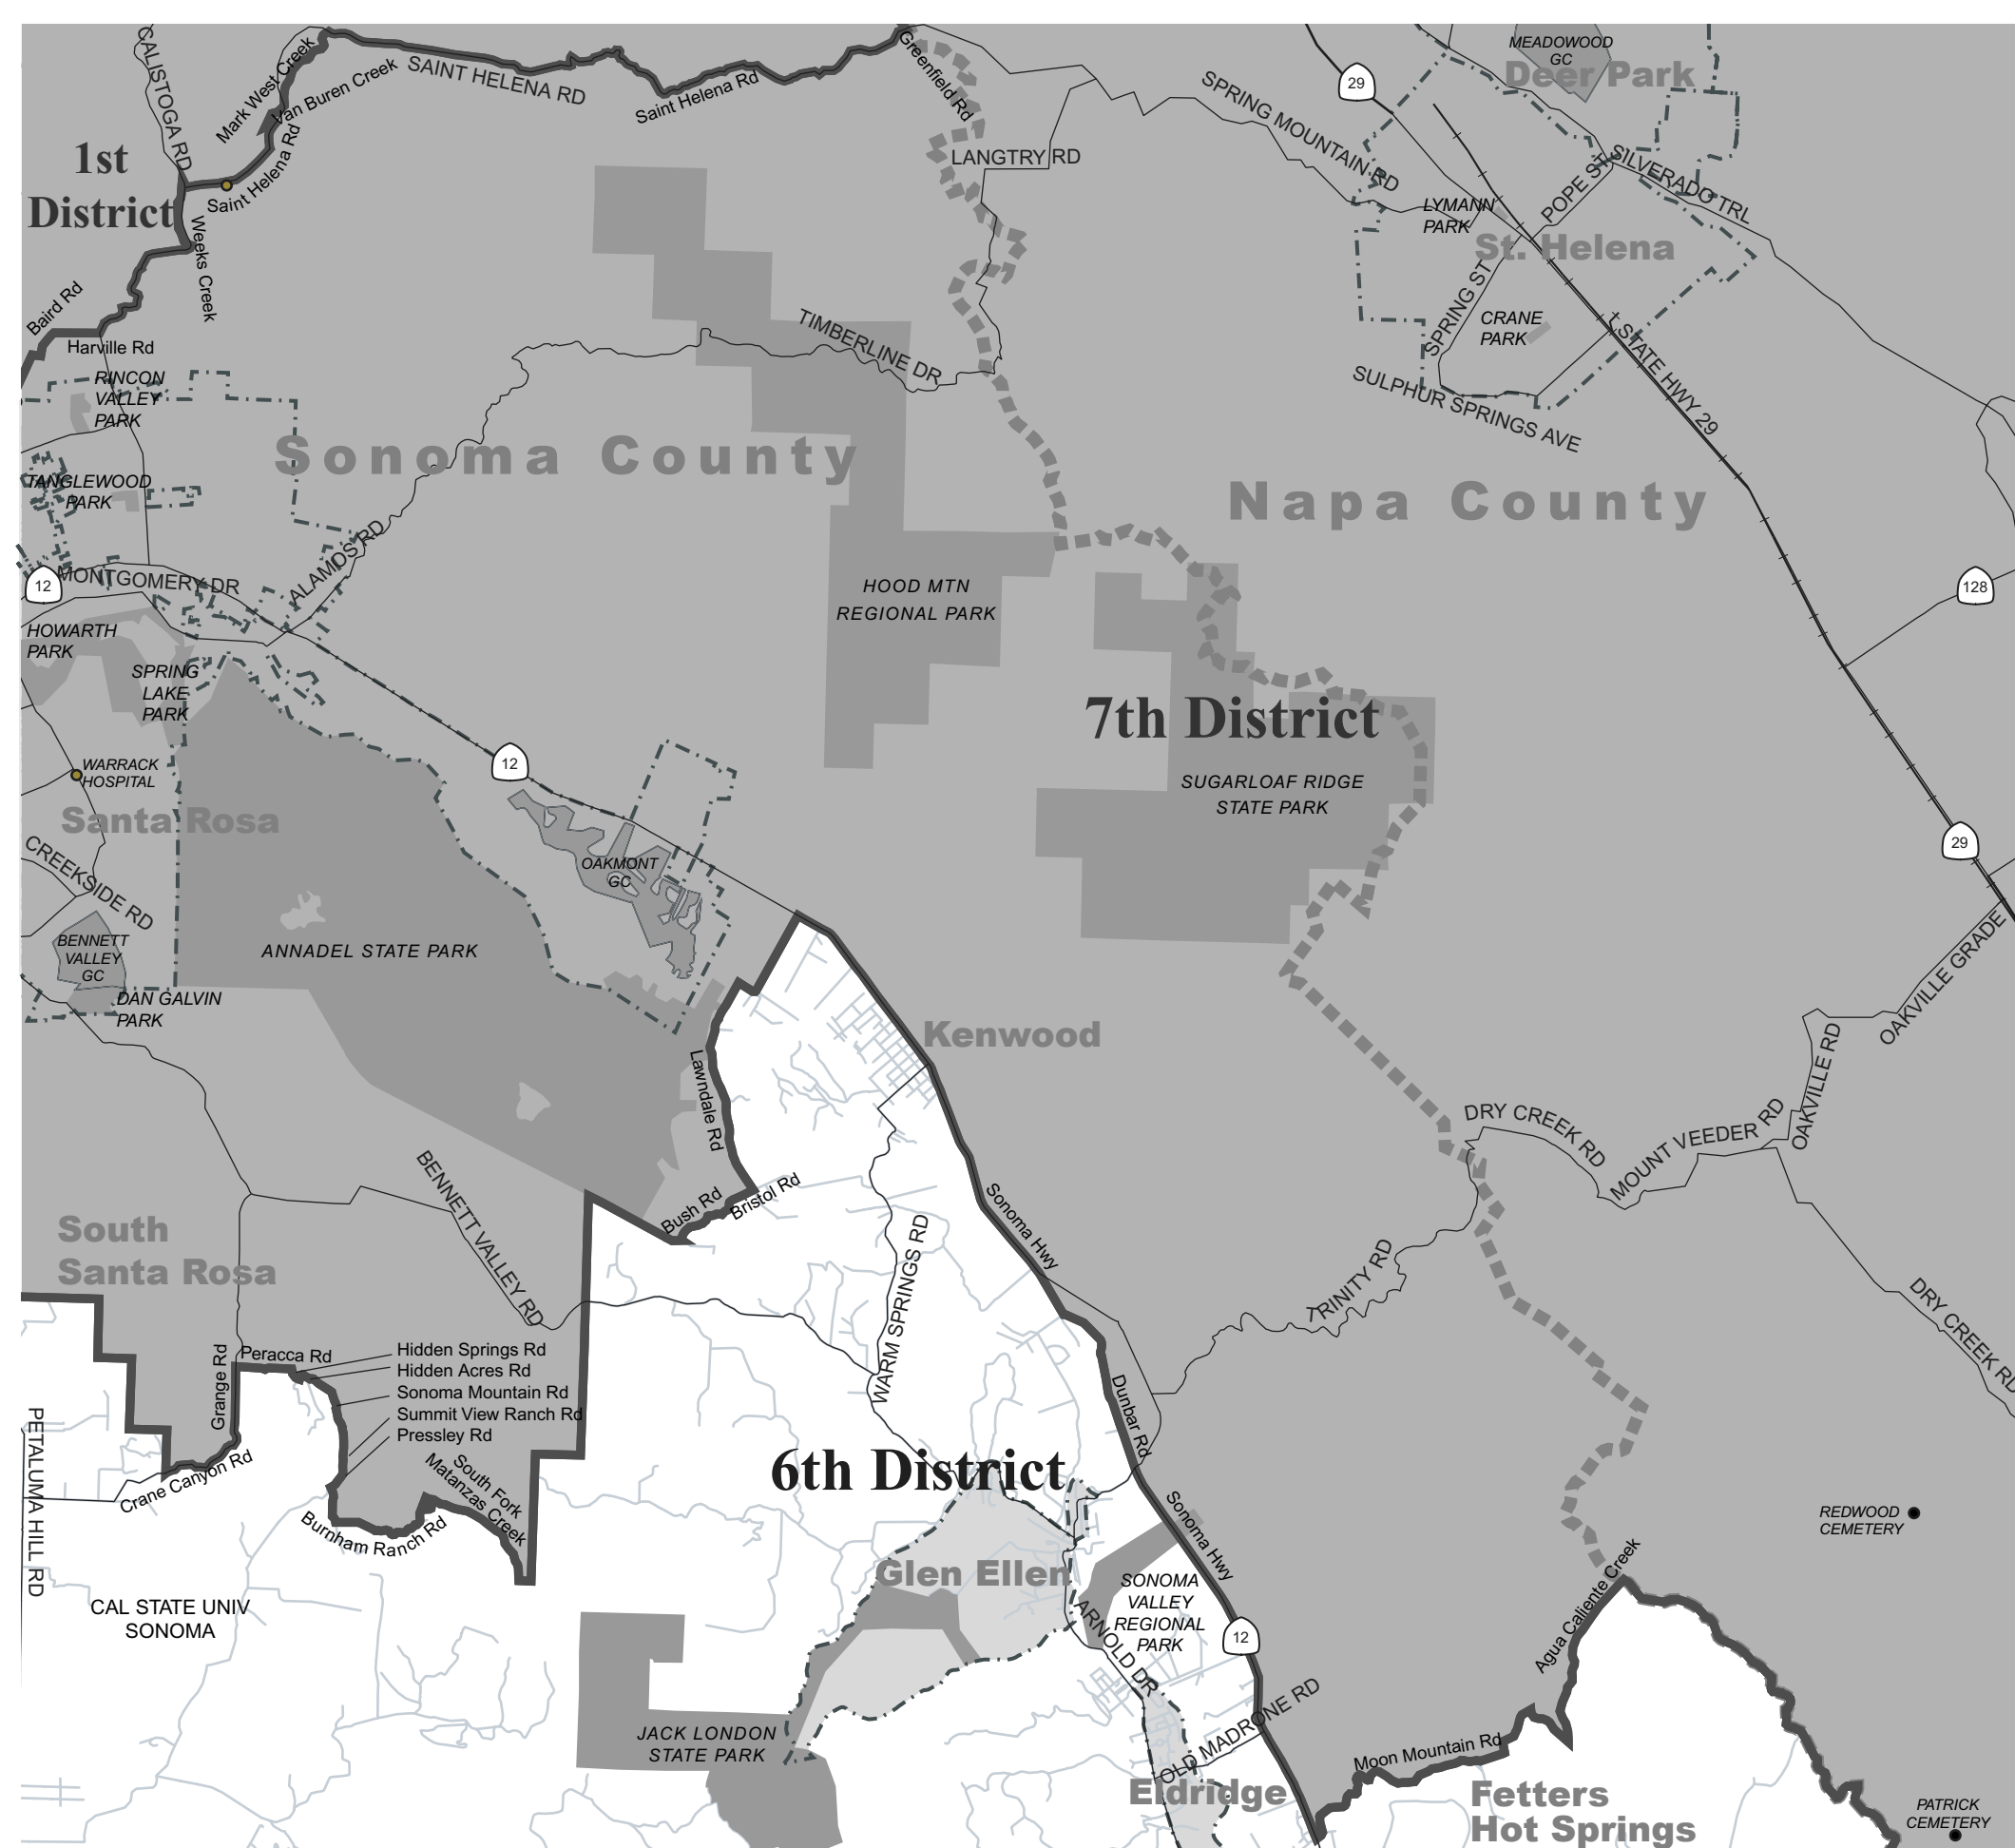 CALISTOGA RD
Mark West Creek
Van Buren Creek
SAINT HELENA RD
Saint Helena Rd
Greenfield Rd
SPRING MOUNTAIN RD
29
MEADOWOOD
GC
Deer Park
1st
District
Saint Helena Rd
Weeks Creek
LANGTRY RD
LYMANN
PARK
POPE ST
SILVERADO TRL
St. Helena
SPRING ST
CRANE
PARK
STATE HWY 29
SULPHUR SPRINGS AVE
Baird Rd
Harville Rd
RINCON
VALLEY
PARK
TIMBERLINE DR
Sonoma County
Napa County
TANGLEWOOD
PARK
ALAMOS RD
12
MONTGOMERY DR
128
HOOD MTN
REGIONAL PARK
HOWARTH
PARK
SPRING
LAKE
PARK
7th District
SUGARLOAF RIDGE
STATE PARK
12
WARRACK
HOSPITAL
Santa Rosa
29
CREEKSIDE RD
OAKMONT
GC
BENNETT
VALLEY
GC
ANNADEL STATE PARK
DAN GALVIN
PARK
OAKVILLE GRADE
Kenwood
Lawndale Rd
OAKVILLE RD
DRY CREEK RD
MOUNT VEEDER RD
BENNETT VALLEY RD
Bush Rd
Bristol Rd
Sonoma Hwy
WARM SPRINGS RD
TRINITY RD
South
Santa Rosa
DRY CREEK RD
Grange Rd
Peracca Rd
Hidden Springs Rd
Hidden Acres Rd
Sonoma Mountain Rd
Summit View Ranch Rd
Pressley Rd
Dunbar Rd
PETALUMA HILL RD
Crane Canyon Rd
South Fork
Matanzas Creek
Burnham Ranch Rd
6th District
Sonoma Hwy
REDWOOD
CEMETERY
Glen Ellen
SONOMA
VALLEY
REGIONAL
PARK
Agua Caliente Creek
CAL STATE UNIV
SONOMA
ARNOLD DR
12
JACK LONDON
STATE PARK
OLD MADRONE RD
Moon Mountain Rd
Eldridge
Fetters
Hot Springs
PATRICK
CEMETERY